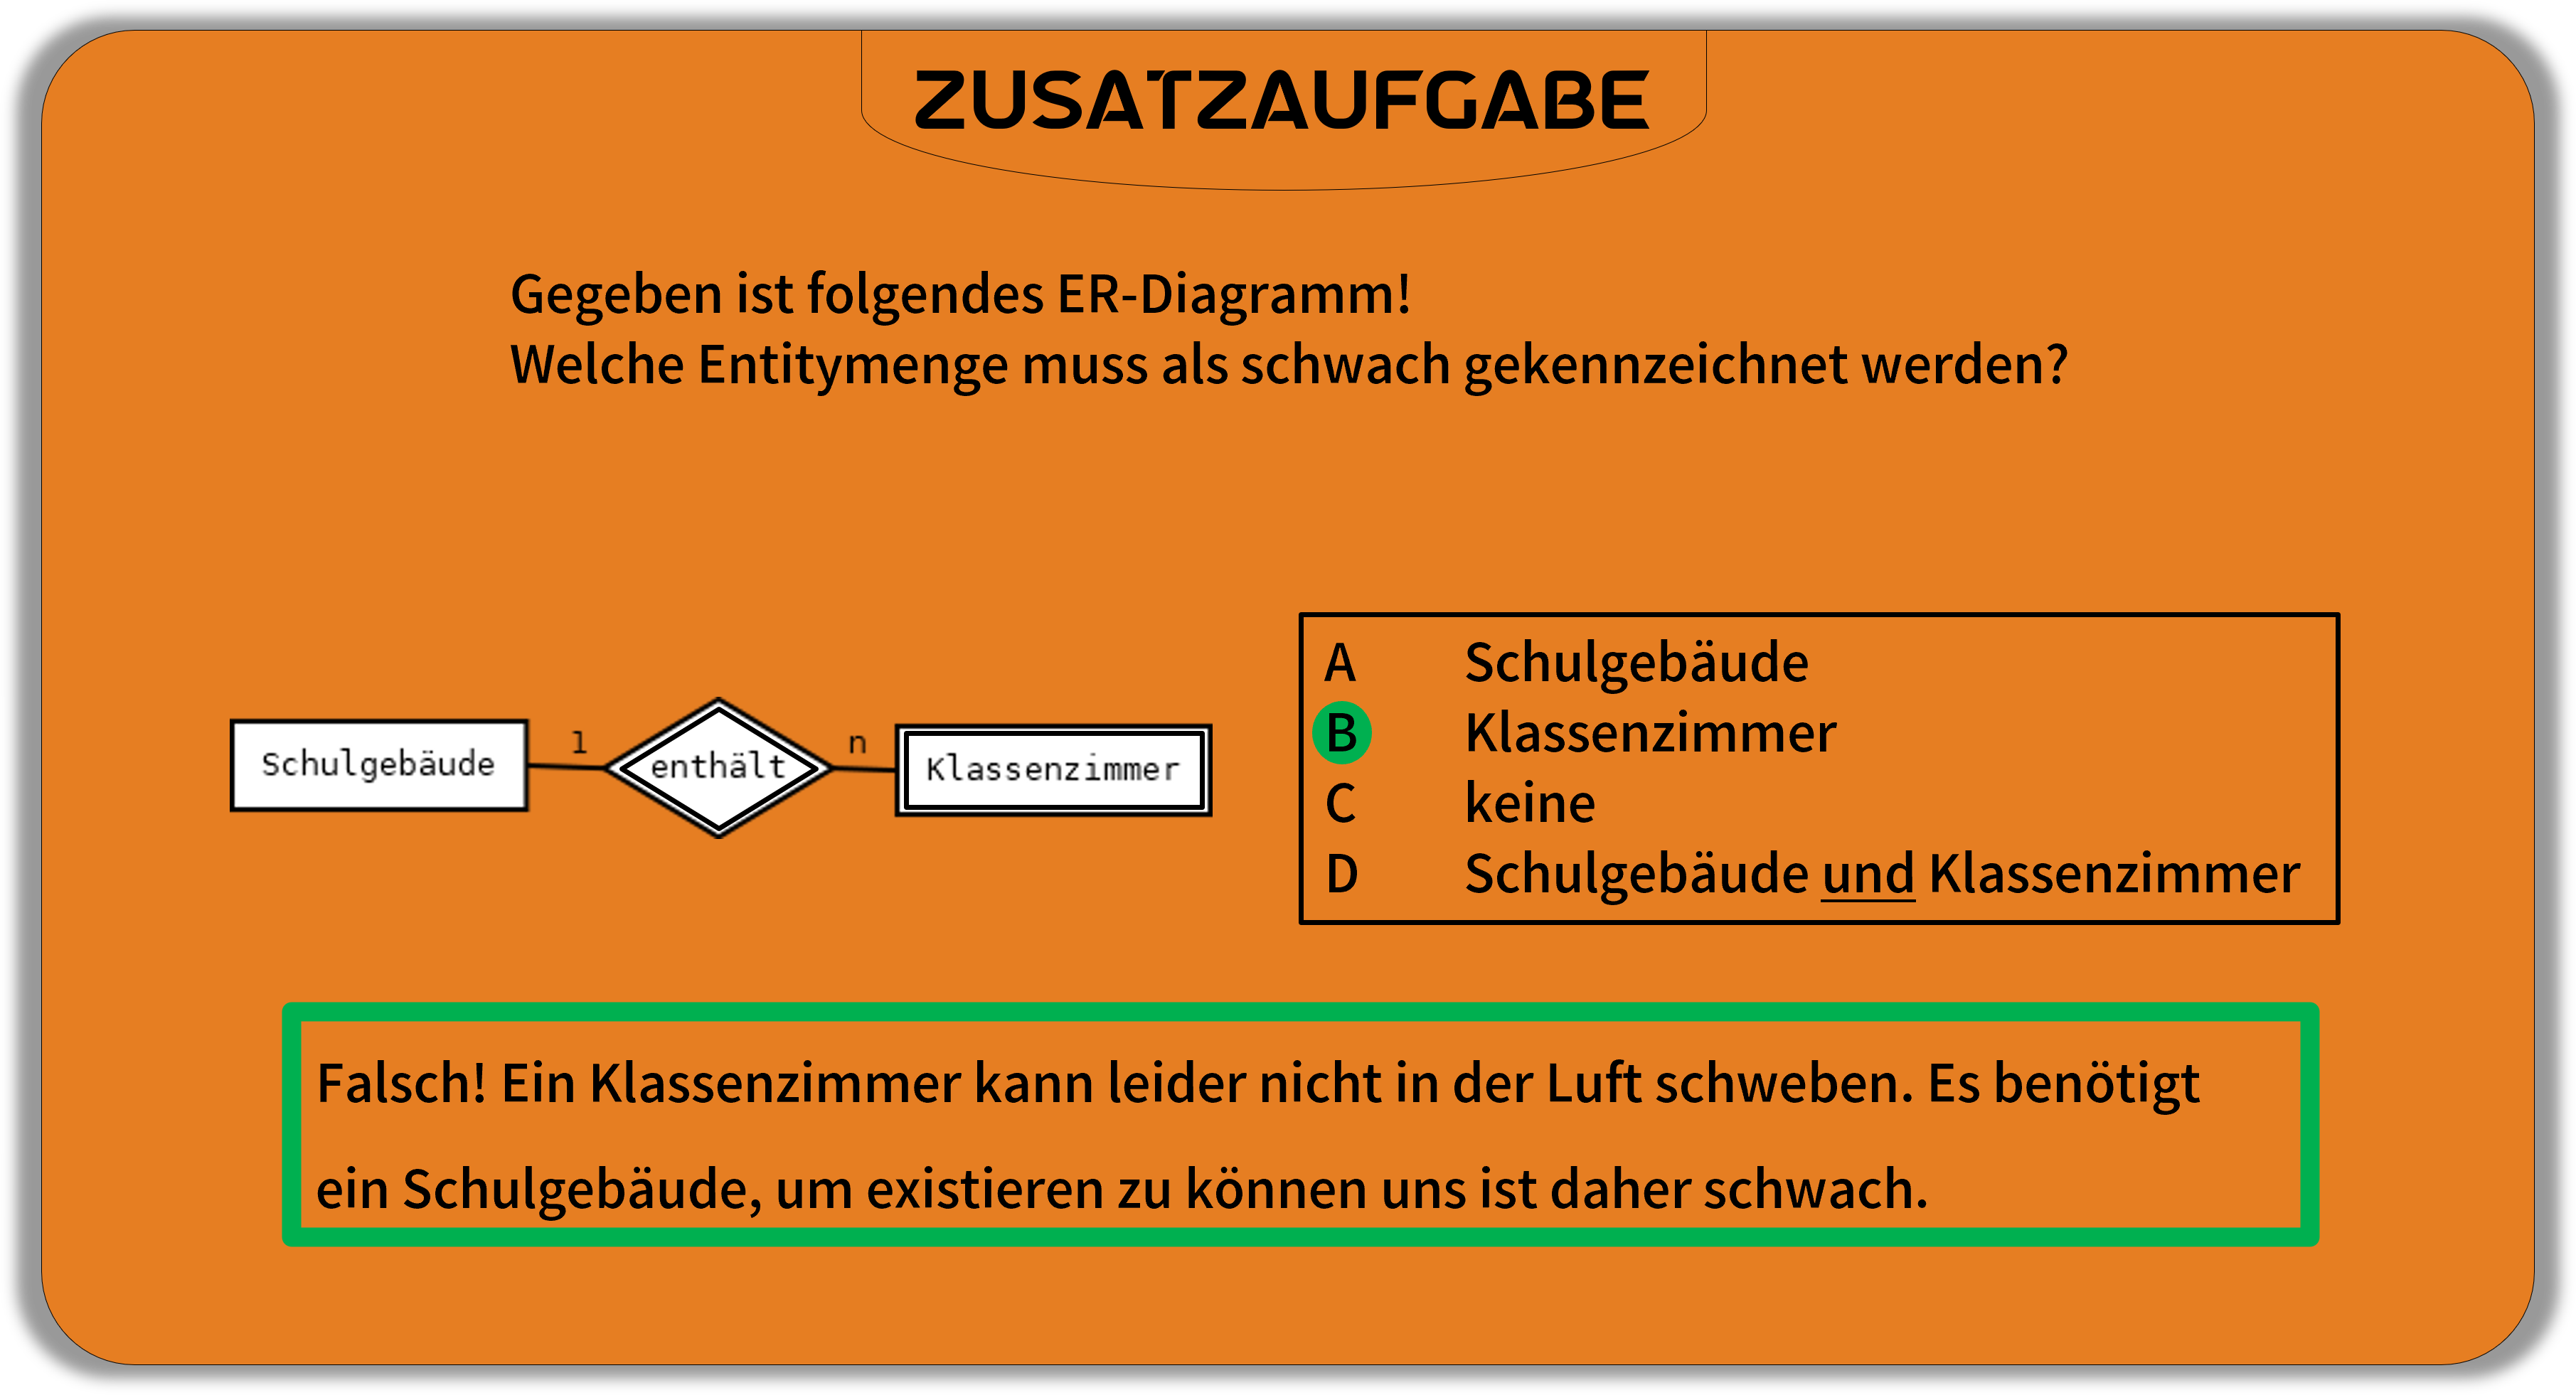 ZUSATZAUFGABE
Gegeben ist folgendes ER-Diagramm!
Welche Entitymenge muss als schwach gekennzeichnet werden?
Schulgebäude 1 enthält n Klassenzimmer
A Schulgebäude
B Klassenzimmer
C keine
D Schulgebäude und Klassenzimmer
Falsch! Ein Klassenzimmer kann leider nicht in der Luft schweben. Es benötigt
ein Schulgebäude, um existieren zu können uns ist daher schwach.